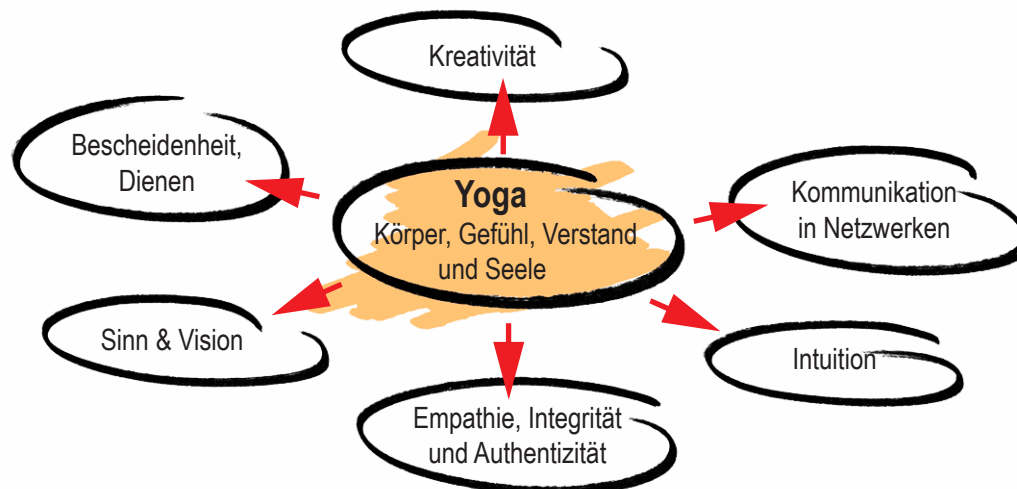 Kreativität
Bescheidenheit,
Dienen
Yoga
Körper, Gefühl, Verstand
und Seele
Kommunikation
in Netzwerken
Sinn & Vision
Intuition
Empathie, Integrität
und Authentizität